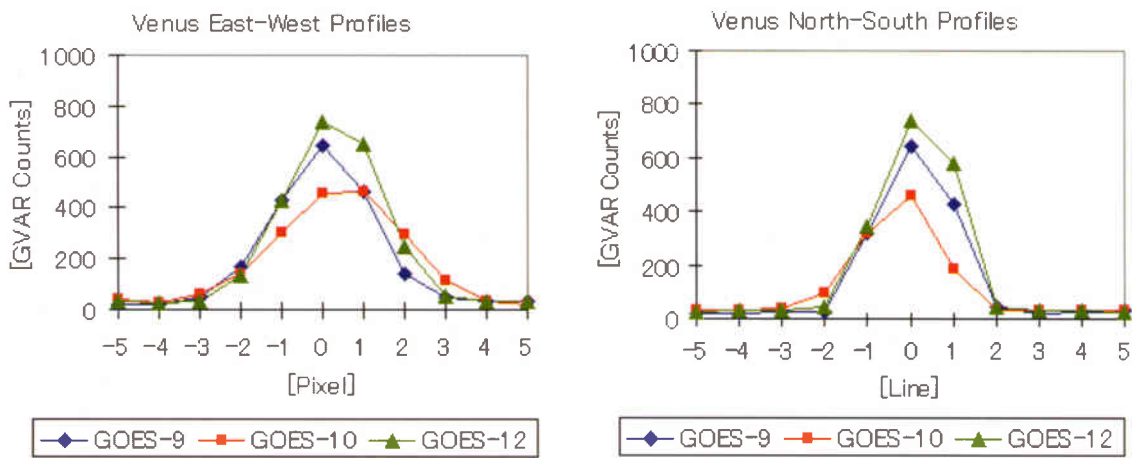 Venus East-West Profiles
[GVAR Counts]
1000
800
600
400
200
0
-5 -4 -3 -2 -1 0 1 2 3 4 5
[Pixel]
GOES-9 GOES-10 GOES-12
Venus North-South Profiles
[GVAR Counts]
1000
800
600
400
200
0
-5 -4 -3 -2 -1 0 1 2 3 4 5
[Line]
GOES-9 GOES-10 GOES-12